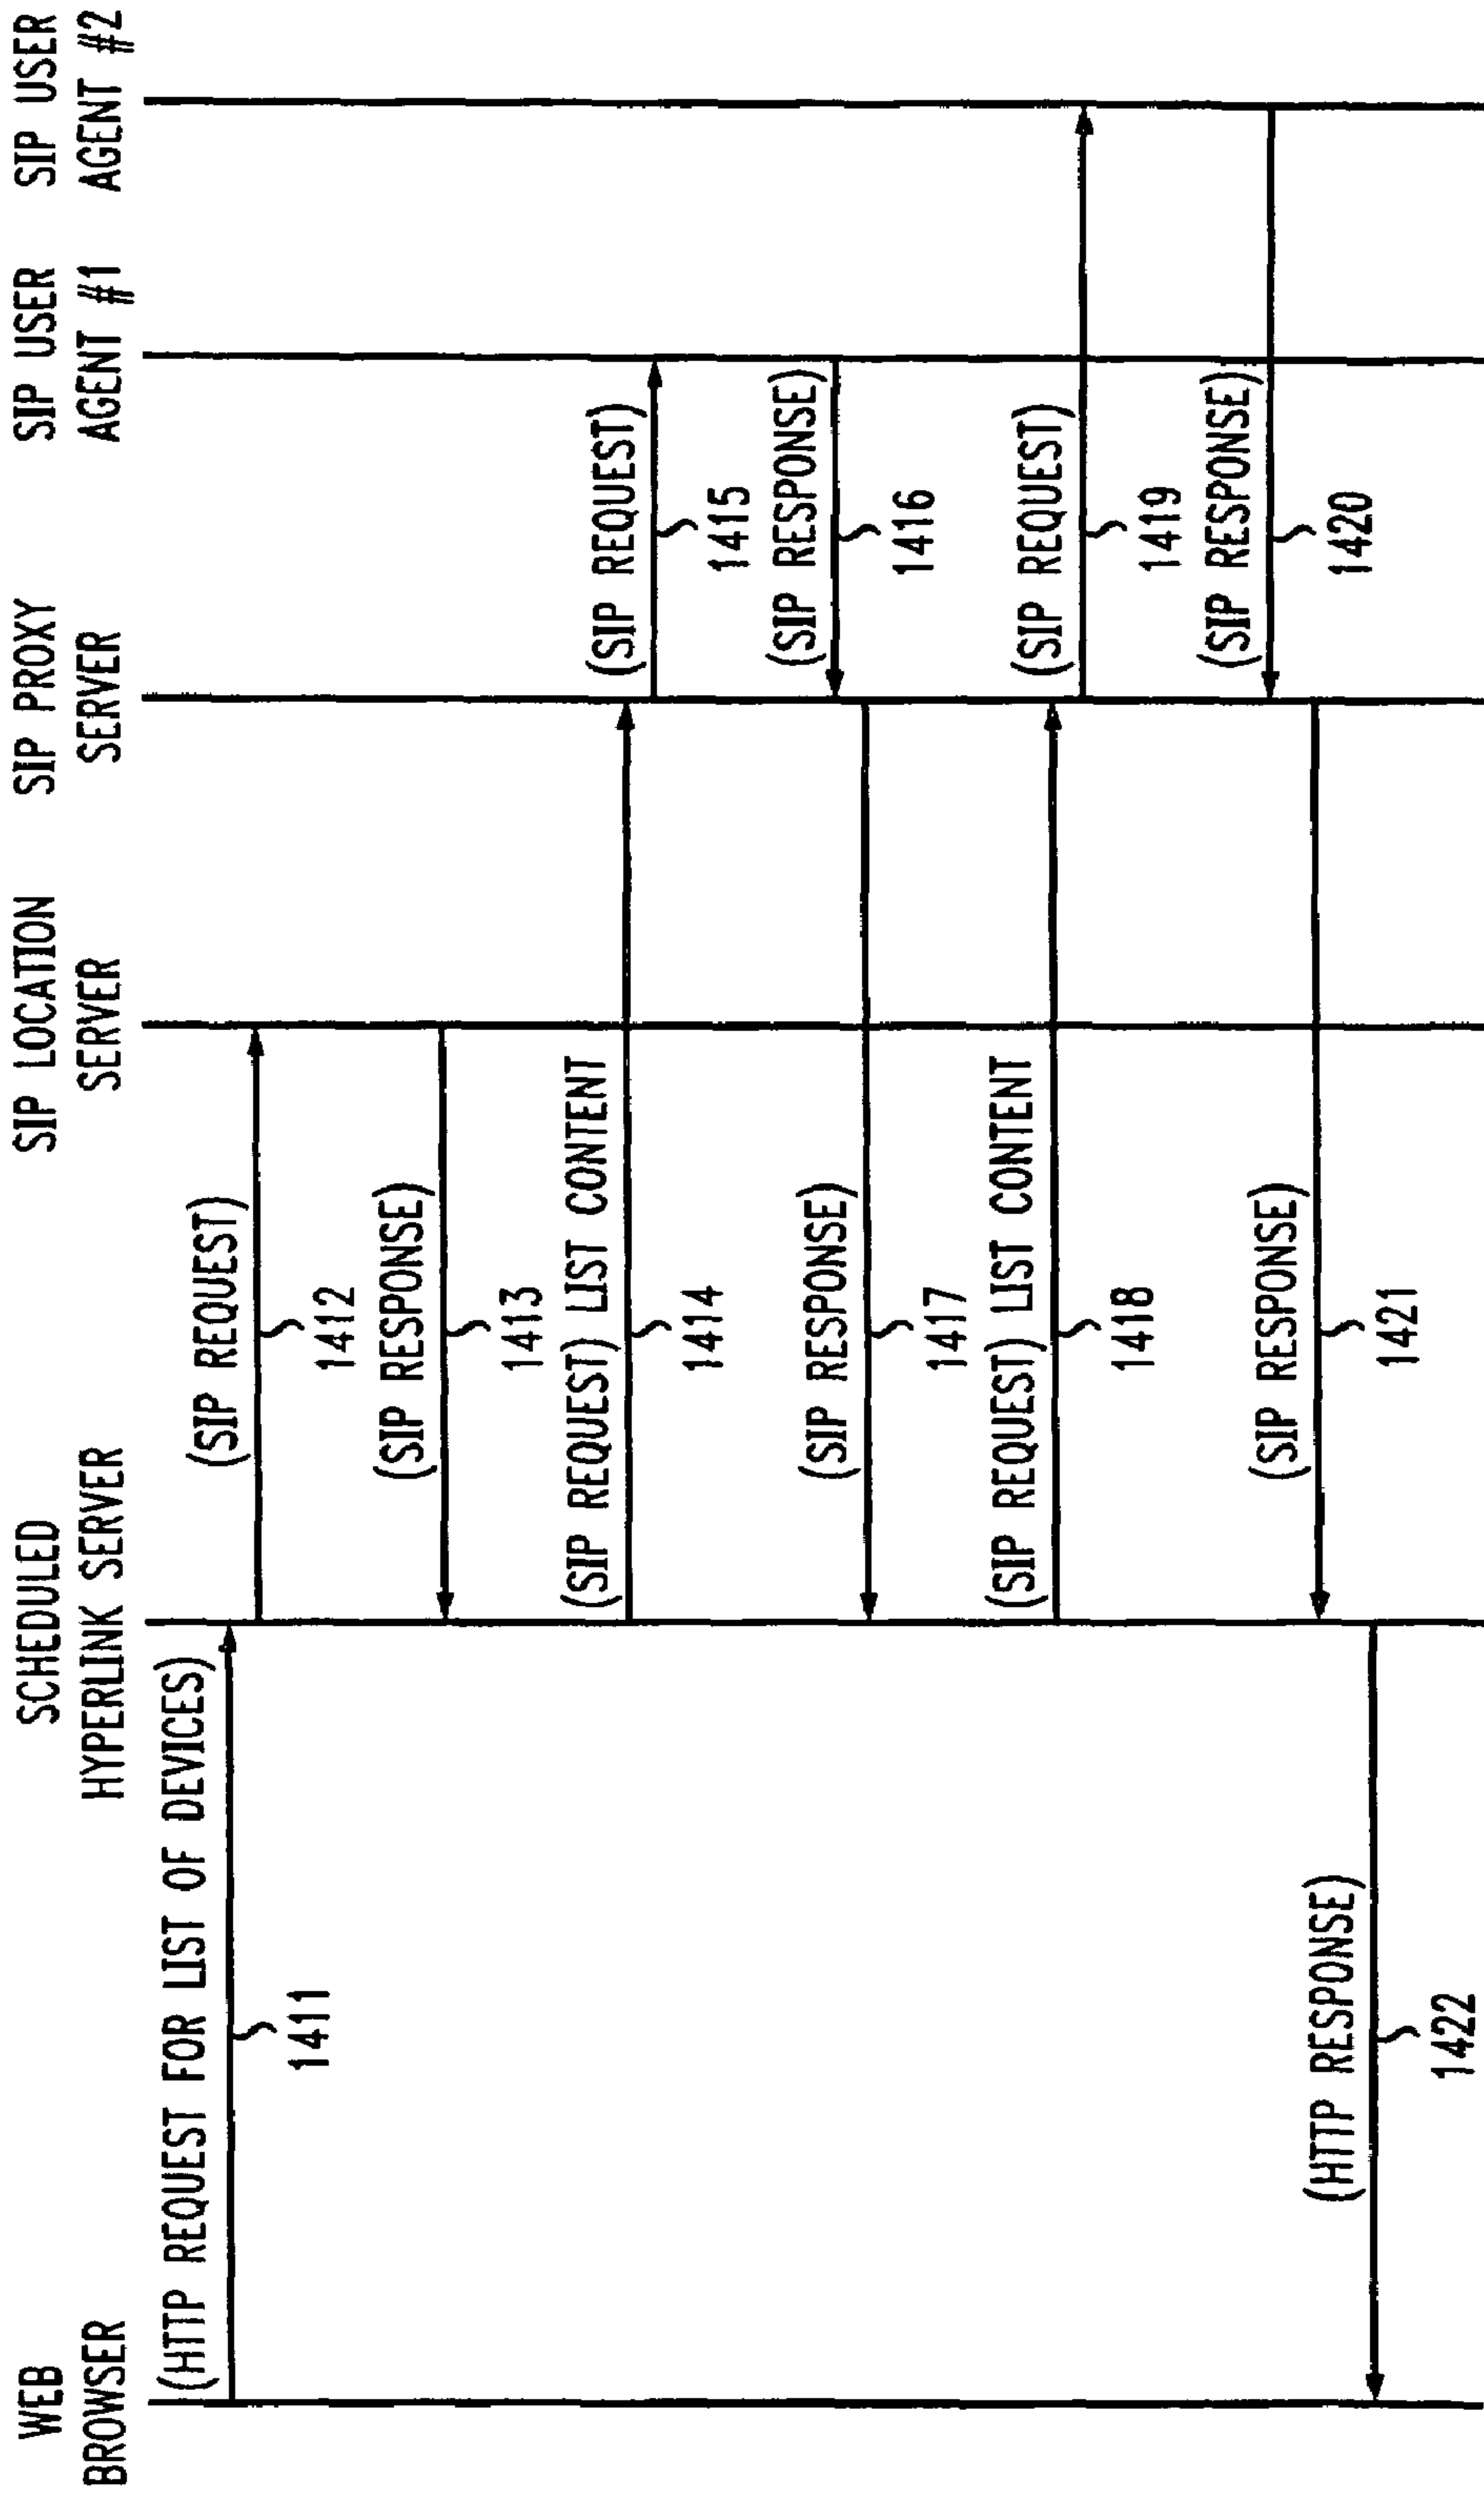 WEB
BROWSER
SCHEDULED
HYPERLINK SERVER
SIP LOCATION
SERVER
SIP PROXY
SERVER
SIP USER
AGENT #1
SIP USER
AGENT #2
(HTTP REQUEST FOR LIST OF DEVICES)
1411
(SIP REQUEST)
1412
(SIP RESPONSE)
1413
(SIP REQUEST) LIST CONTENT
1414
(SIP REQUEST)
1415
(SIP RESPONSE)
1416
(SIP RESPONSE)
1417
(SIP REQUEST) LIST CONTENT
1418
(SIP REQUEST)
1419
(SIP RESPONSE)
1420
(SIP RESPONSE)
1421
(HTTP RESPONSE)
1422